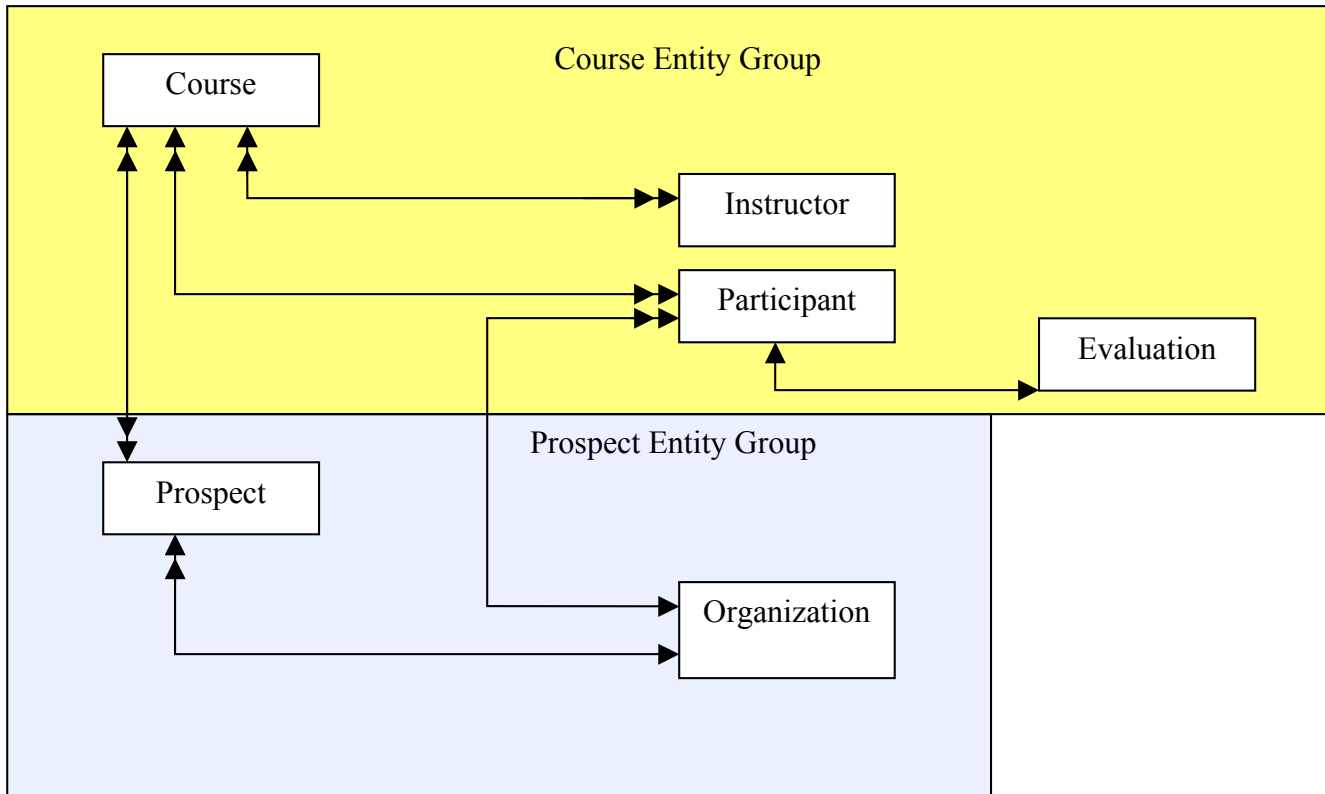 Course Entity Group
Course
Instructor
Participant
Evaluation
Prospect Entity Group
Prospect
Organization